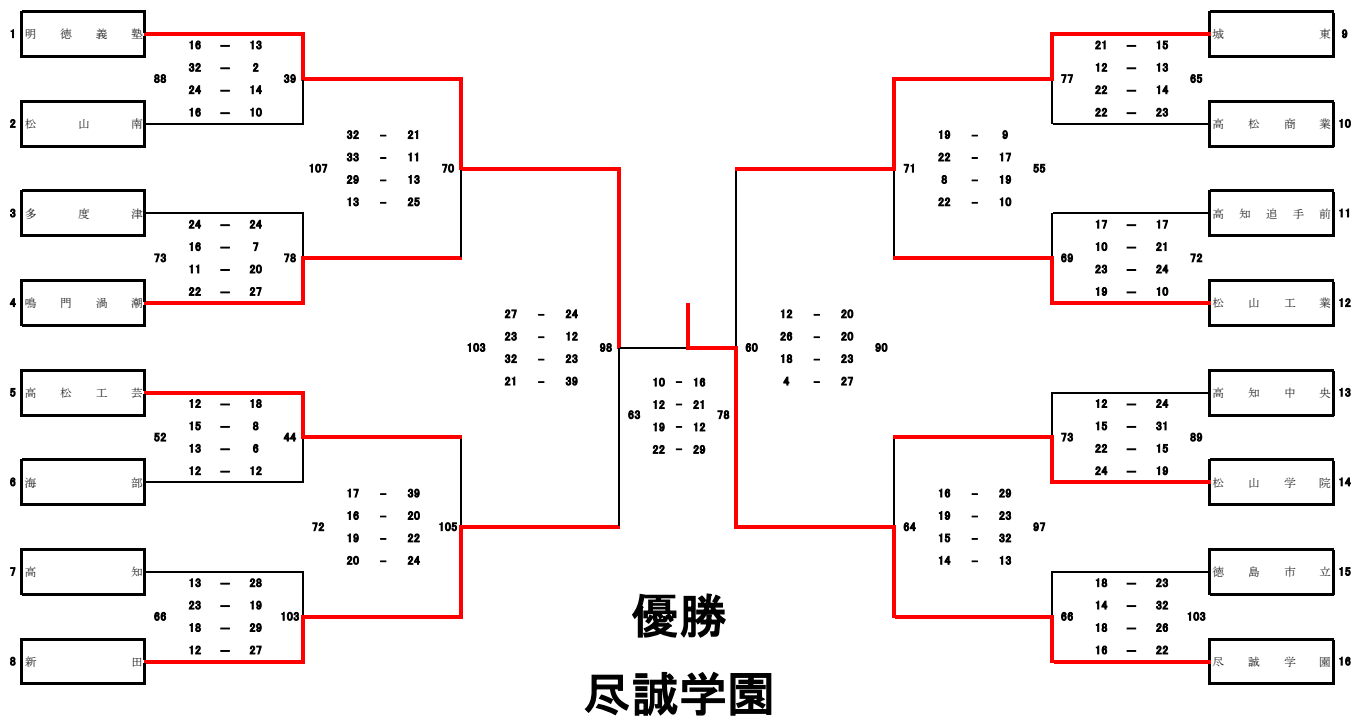 1 明徳義塾
16 — 13
32 — 2
88 39
24 — 14
16 — 10
2 松山南
32 - 21
33 - 11
107 70
29 - 13
13 - 25
3 多度津
24 — 24
16 — 7
73 78
11 — 20
22 — 27
4 鳴門渦潮
27 - 24
23 - 12
103 98
32 - 23
21 - 39
5 高松工芸
12 — 18
15 — 8
52 44
13 — 6
12 — 12
6 海部
17 - 39
16 - 20
72 105
19 - 22
20 - 24
7 高知
13 — 28
23 — 19
66 103
18 — 29
12 — 27
8 新田
10 - 16
12 - 21
63 78
19 - 12
22 - 29
城東 9
21 — 15
12 — 13
77 65
22 — 14
22 — 23
高松商業 10
19 - 9
22 - 17
71 55
8 - 19
22 - 10
高知追手前 11
17 — 17
10 — 21
69 72
23 — 24
19 — 10
松山工業 12
12 - 20
26 - 20
60 90
18 - 23
4 - 27
高知中央 13
12 — 24
15 — 31
73 89
22 — 15
24 — 19
松山学院 14
16 - 29
19 - 23
64 97
15 - 32
14 - 13
徳島市立 15
18 — 23
14 — 32
66 103
18 — 26
16 — 22
尽誠学園 16
優勝
尽誠学園